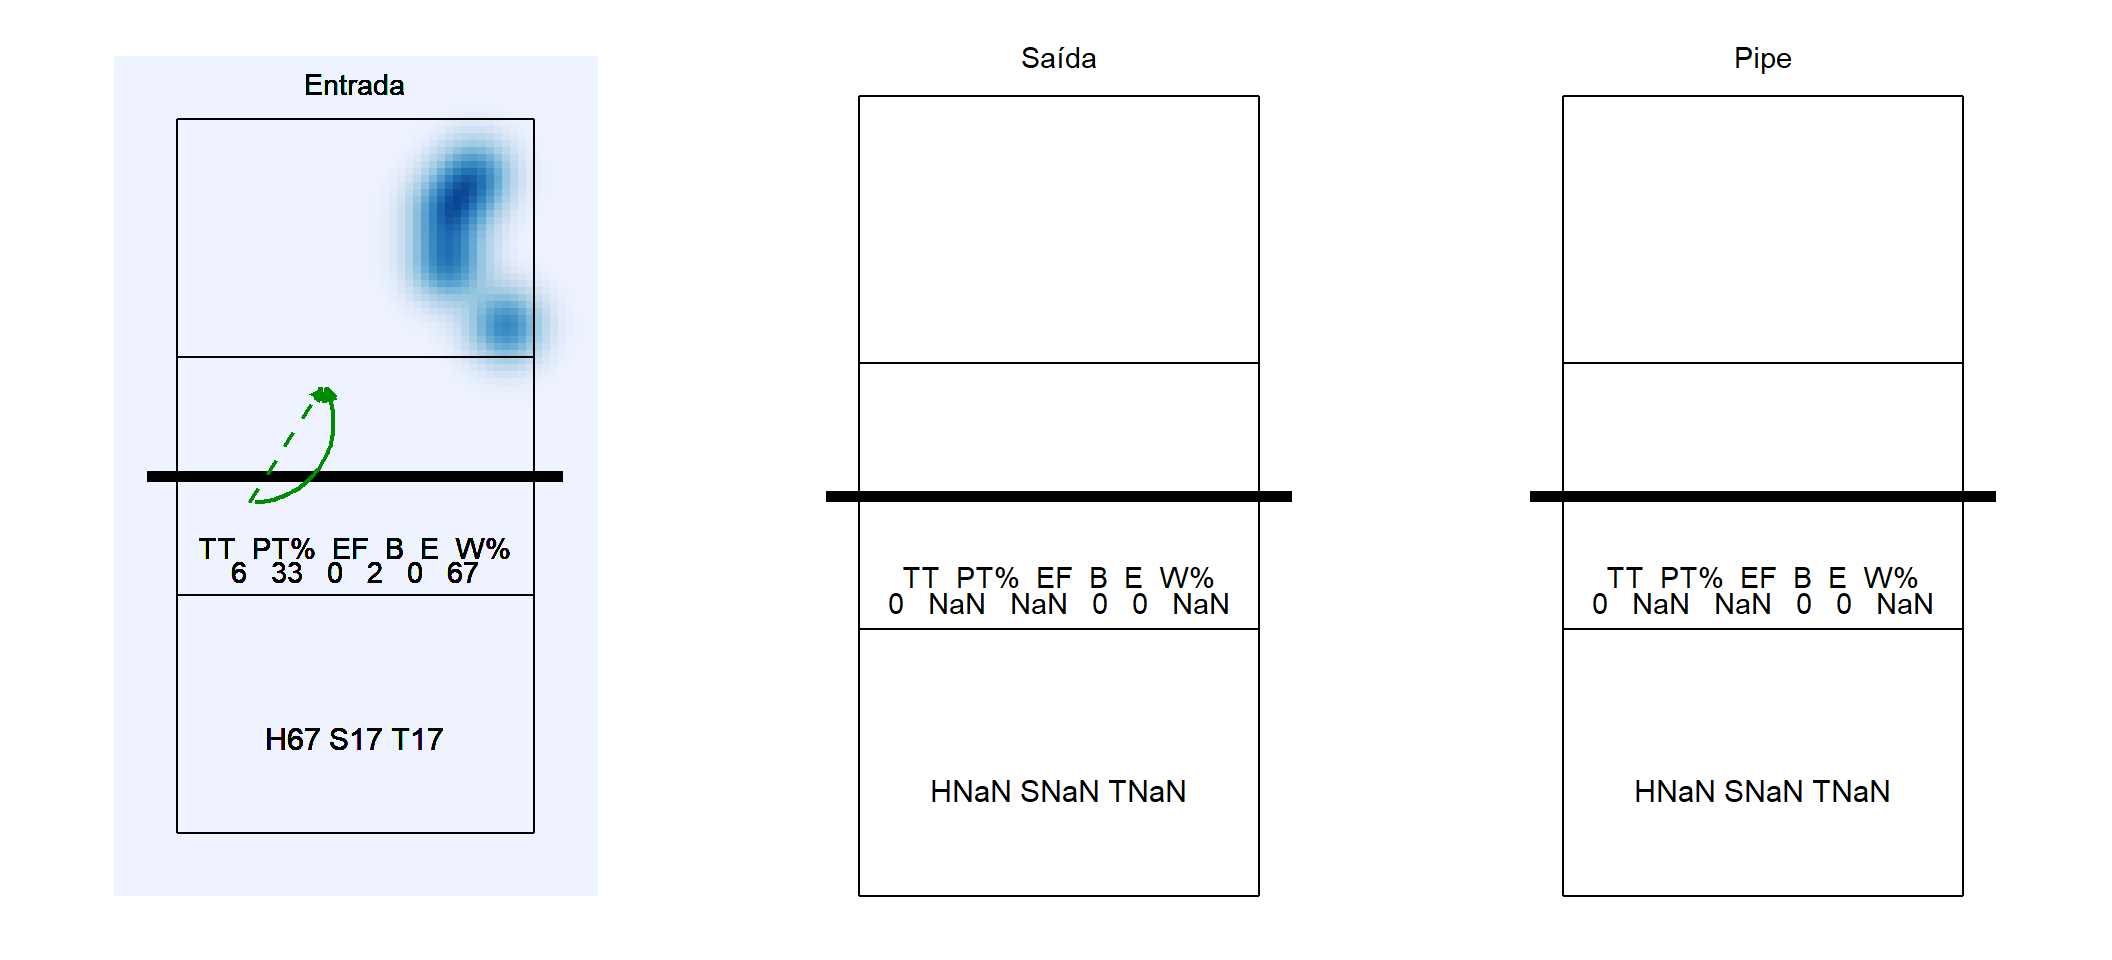 Entrada
TT PT% EF B E W%
6 33 0 2 0 67
H67 S17 T17
Saída
TT PT% EF B E W%
0 NaN NaN 0 0 NaN
HNaN SNaN TNaN
Pipe
TT PT% EF B E W%
0 NaN NaN 0 0 NaN
HNaN SNaN TNaN